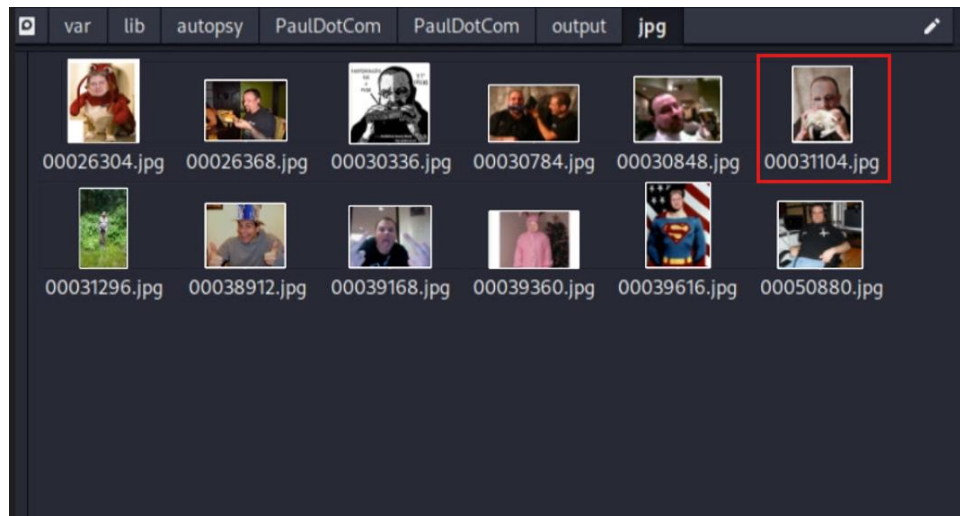 var lib autopsy PaulDotCom PaulDotCom output jpg
00026304.jpg 00026368.jpg 00030336.jpg 00030784.jpg 00030848.jpg 00031104.jpg
00031296.jpg 00038912.jpg 00039168.jpg 00039360.jpg 00039616.jpg 00050880.jpg